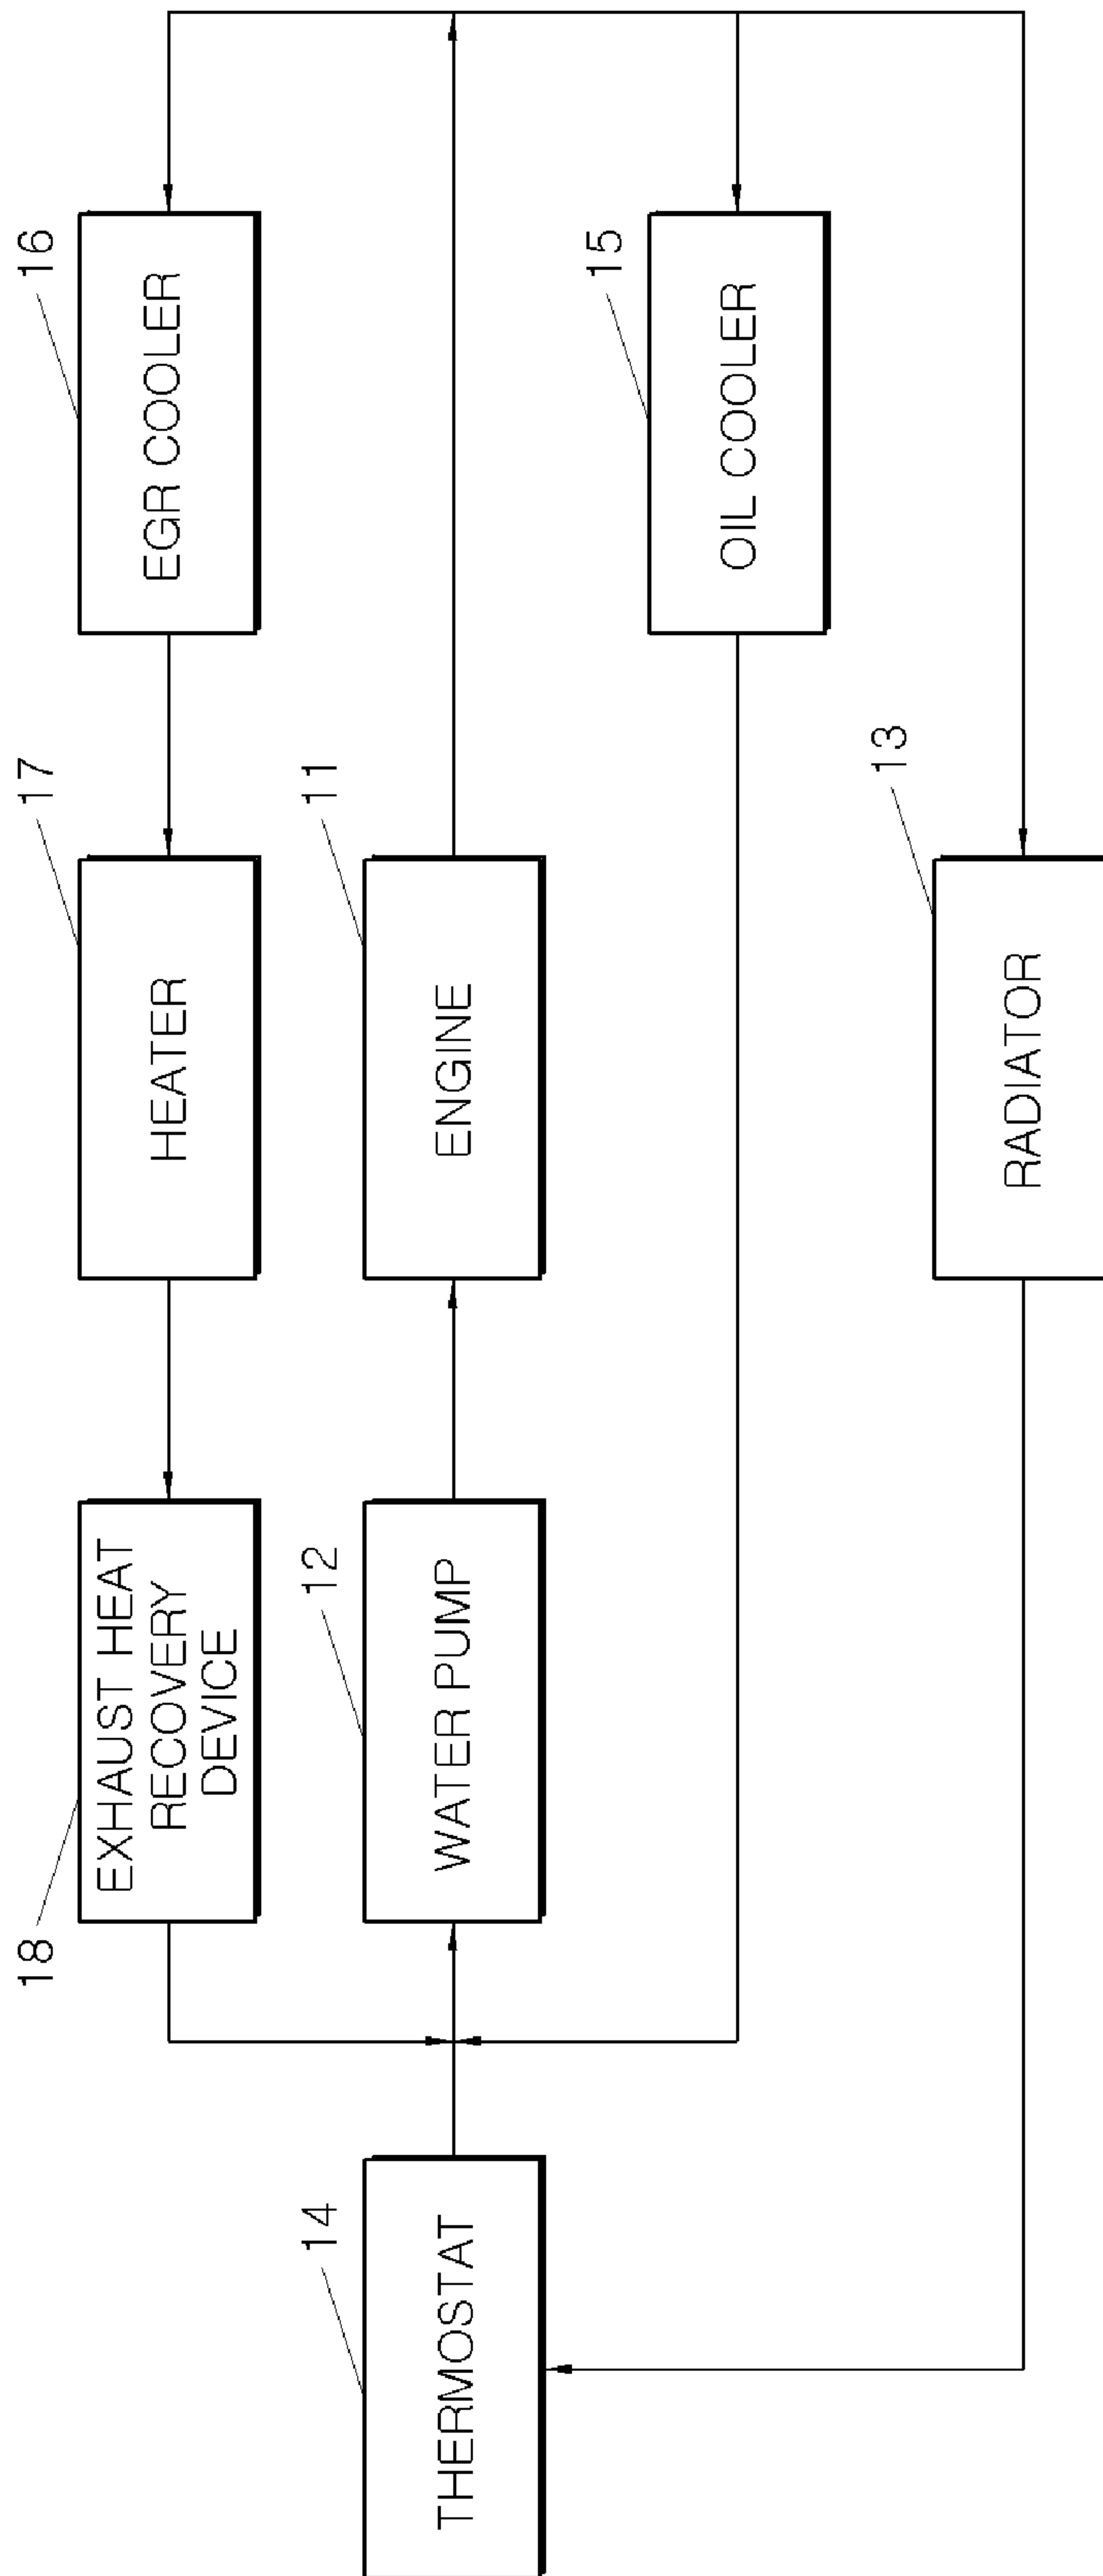 18
EXHAUST HEAT
RECOVERY
DEVICE
17
HEATER
16
EGR COOLER
14
THERMOSTAT
12
WATER PUMP
11
ENGINE
15
OIL COOLER
13
RADIATOR